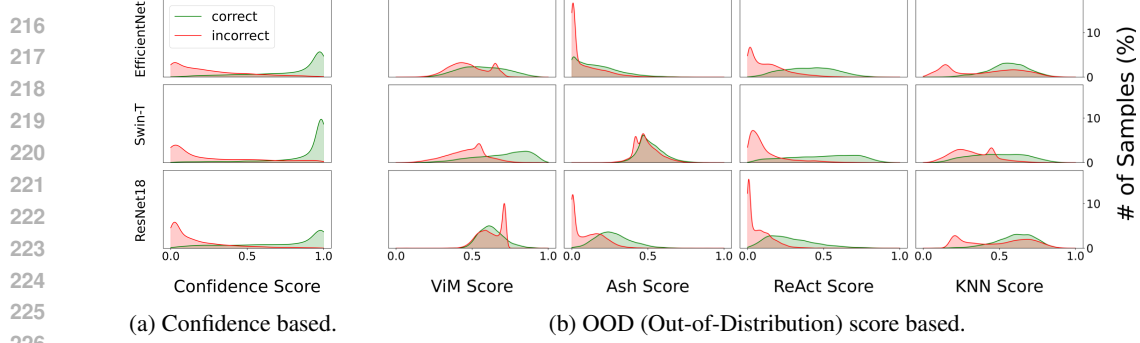 216
217
218
219
220
221
222
223
224
225
correct
incorrect
EfficientNet
Swin-T
ResNet18
10
0
10
0
10
0
# of Samples (%)
0.0 0.5 1.0 0.0 0.5 1.0 0.0 0.5 1.0 0.0 0.5 1.0 0.0 0.5 1.0
Confidence Score ViM Score Ash Score ReAct Score KNN Score
(a) Confidence based. (b) OOD (Out-of-Distribution) score based.